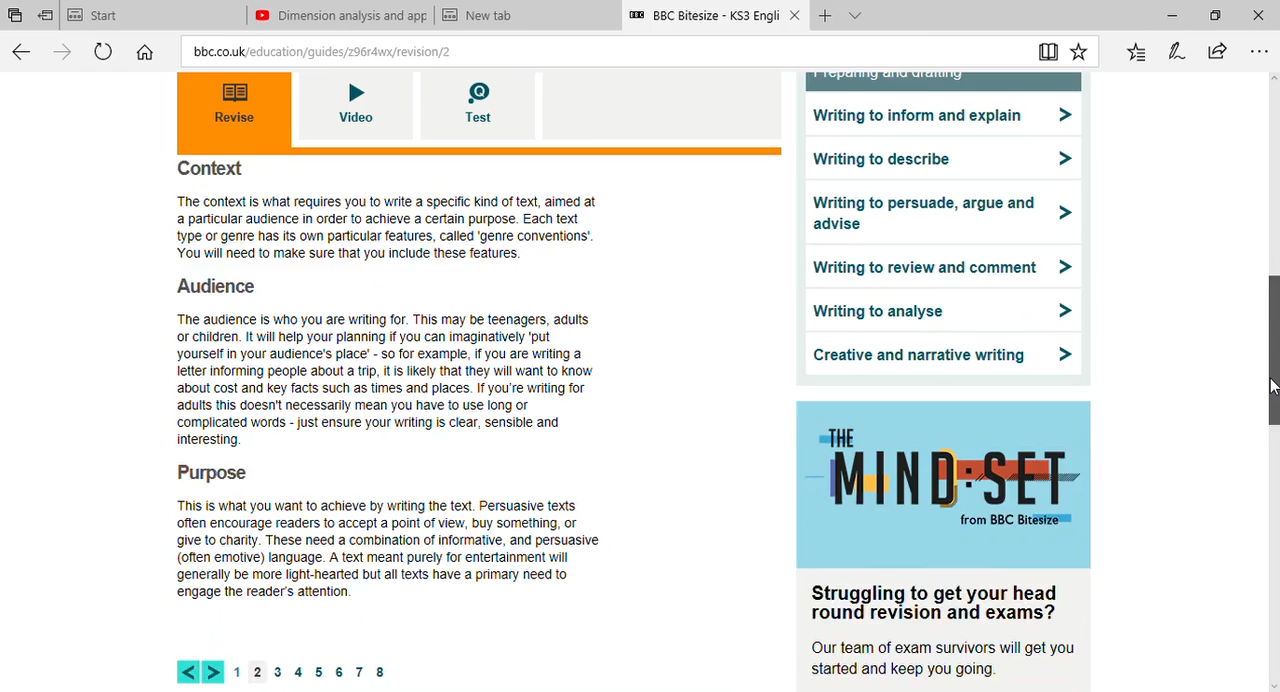 Start
Dimension analysis and app
New tab
BBC Bitesize - KS3 Engli
bbc.co.uk/education/guides/z96r4wx/revision/2
Revise
Video
Test
Context
The context is what requires you to write a specific kind of text, aimed at
a particular audience in order to achieve a certain purpose. Each text
type or genre has its own particular features, called 'genre conventions'.
You will need to make sure that you include these features.
Audience
The audience is who you are writing for. This may be teenagers, adults
or children. It will help your planning if you can imaginatively 'put
yourself in your audience's place' - so for example, if you are writing a
letter informing people about a trip, it is likely that they will want to know
about cost and key facts such as times and places. If you're writing for
adults this doesn't necessarily mean you have to use long or
complicated words - just ensure your writing is clear, sensible and
interesting.
Purpose
This is what you want to achieve by writing the text. Persuasive texts
often encourage readers to accept a point of view, buy something, or
give to charity. These need a combination of informative, and persuasive
(often emotive) language. A text meant purely for entertainment will
generally be more light-hearted but all texts have a primary need to
engage the reader's attention.
< > 1 2 3 4 5 6 7 8
Preparing and drafting
Writing to inform and explain
Writing to describe
Writing to persuade, argue and
advise
Writing to review and comment
Writing to analyse
Creative and narrative writing
THE
MIND:SET
from BBC Bitesize
Struggling to get your head
round revision and exams?
Our team of exam survivors will get you
started and keep you going.